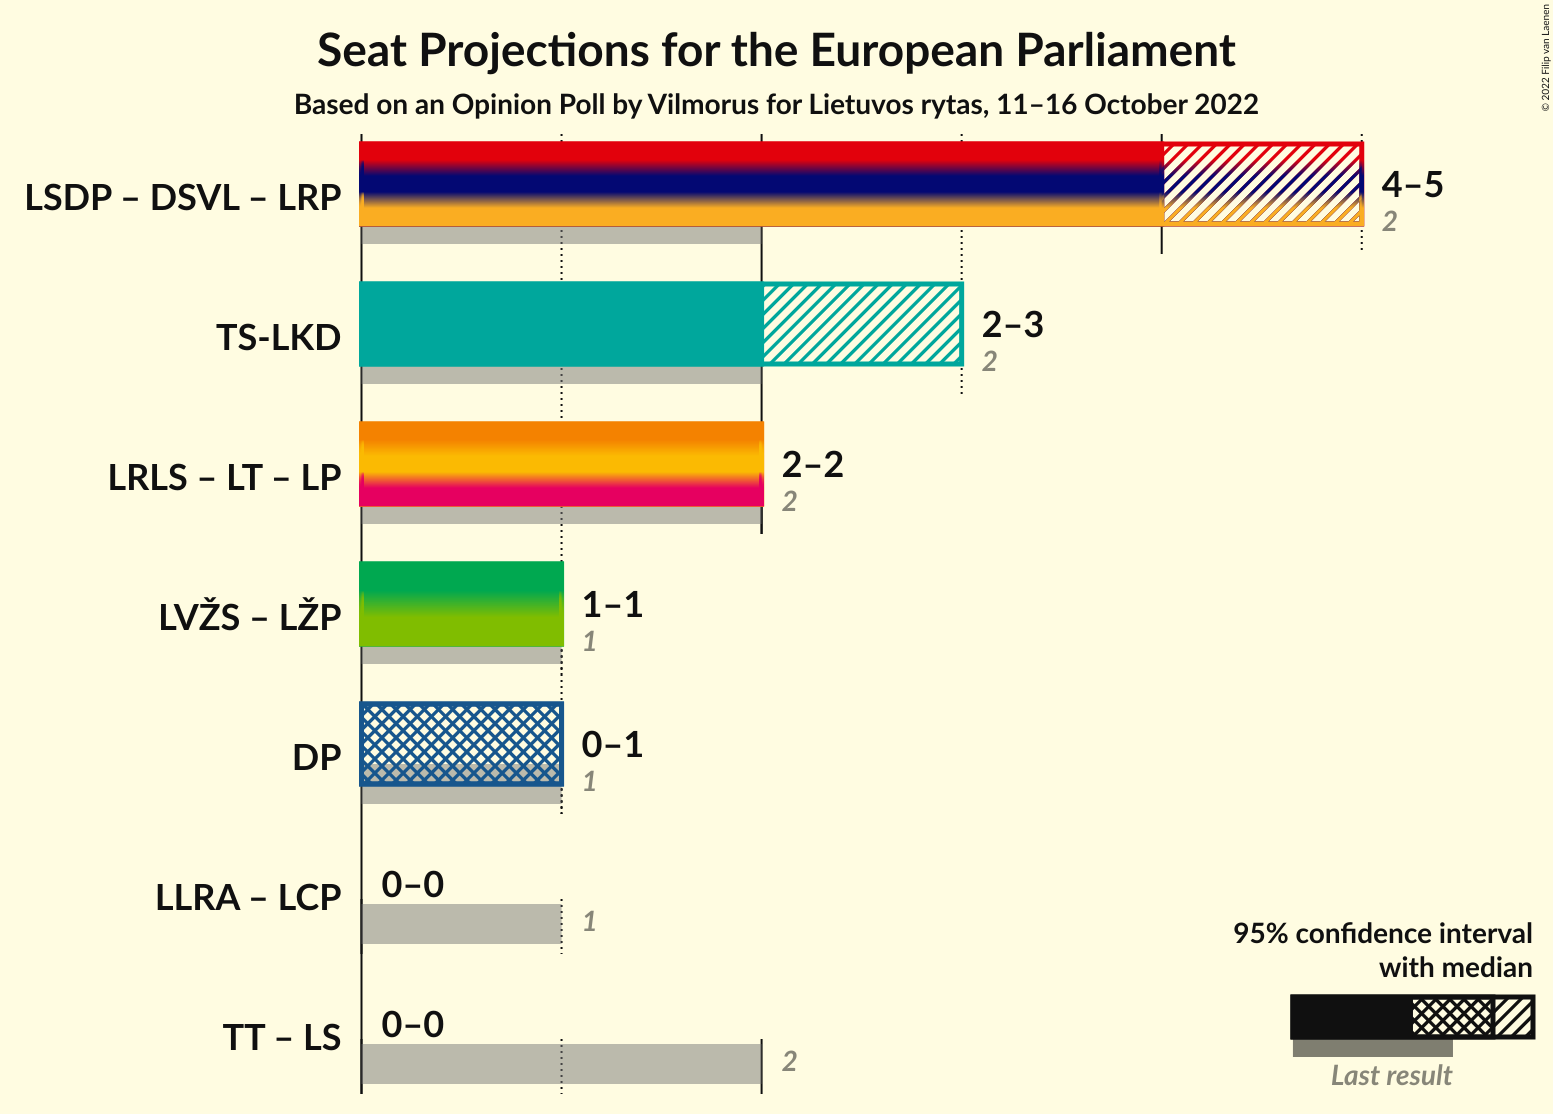 Seat Projections for the European Parliament
Based on an Opinion Poll by Vilmorus for Lietuvos rytas, 11–16 October 2022
© 2022 Filip van Laenen
LSDP – DSVL – LRP
4–5
2
TS-LKD
2–3
2
LRLS – LT – LP
2–2
2
LVŽS – LŽP
1–1
1
DP
0–1
1
LLRA – LCP
0–0
1
TT – LS
0–0
2
95% confidence interval
with median
Last result